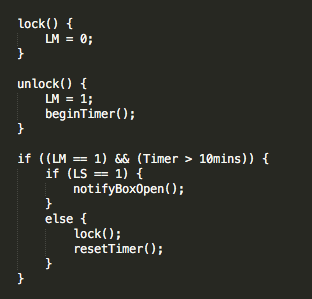 lock() {
    LM = 0;
}
unlock() {
    LM = 1;
    beginTimer();
}
if ((LM == 1) && (Timer > 10mins)) {
    if (LS == 1) {
        notifyBoxOpen();
    }
    else {
        lock();
        resetTimer();
    }
}